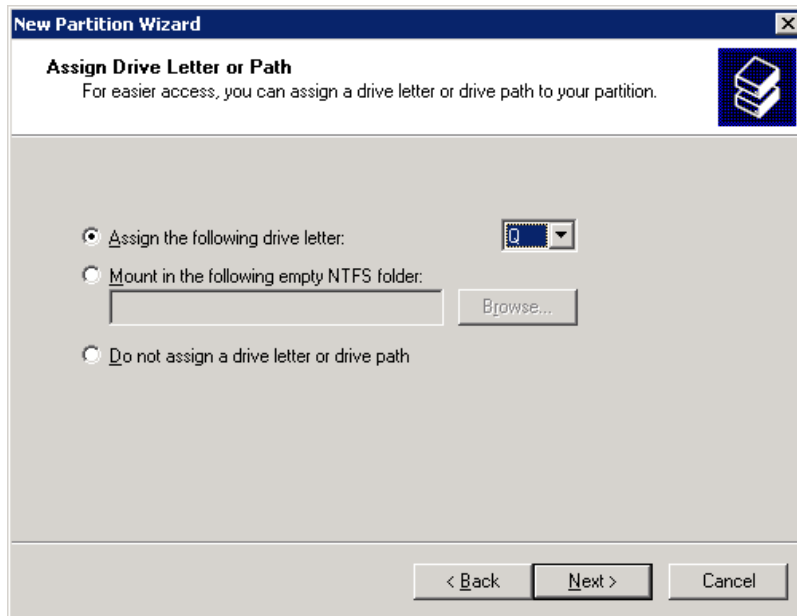 New Partition Wizard
Assign Drive Letter or Path
For easier access, you can assign a drive letter or drive path to your partition.
Assign the following drive letter:
Q
Mount in the following empty NTFS folder:
Browse...
Do not assign a drive letter or drive path
< Back
Next >
Cancel